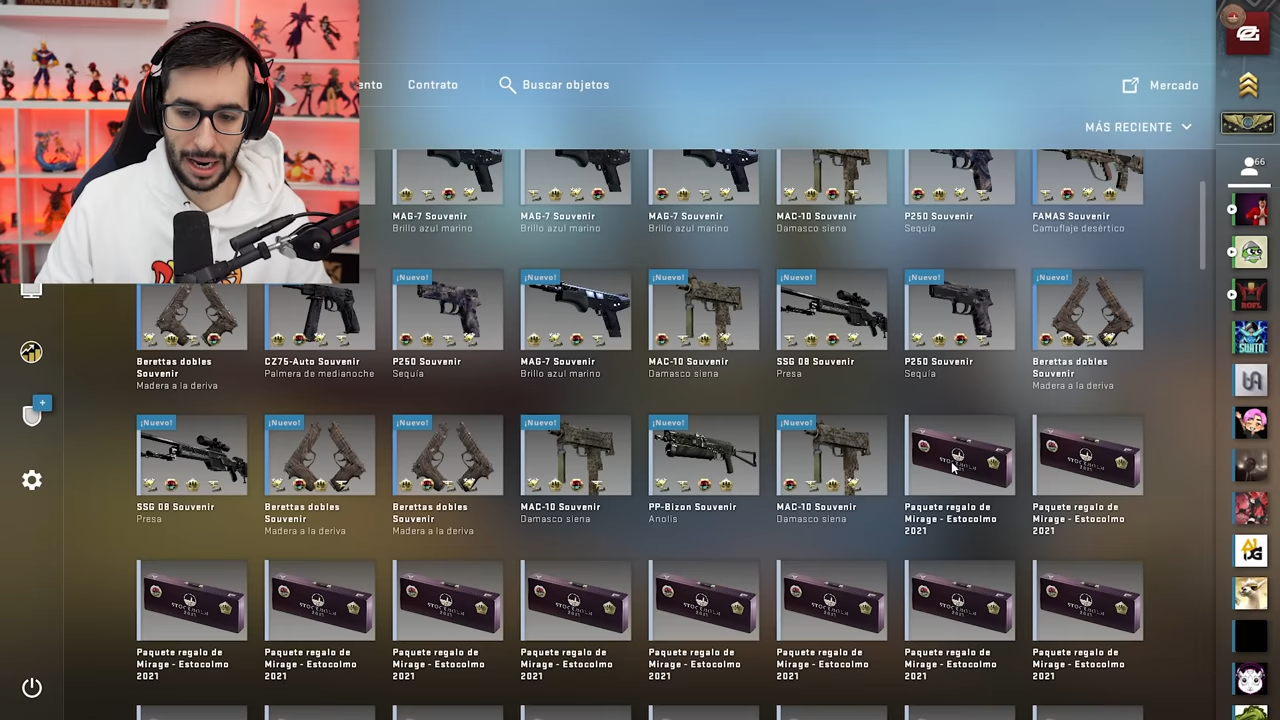 HOGWARTS EXPRESS
ento
Contrato
Buscar objetos
Mercado
MÁS RECIENTE
66
MAG-7 Souvenir
Brillo azul marino
MAG-7 Souvenir
Brillo azul marino
MAG-7 Souvenir
Brillo azul marino
MAC-10 Souvenir
Damasco siena
P250 Souvenir
Sequía
FAMAS Souvenir
Camuflaje desértico
¡Nuevo!
¡Nuevo!
¡Nuevo!
¡Nuevo!
¡Nuevo!
¡Nuevo!
Berettas dobles
Souvenir
Madera a la deriva
CZ75-Auto Souvenir
Palmera de medianoche
P250 Souvenir
Sequía
MAG-7 Souvenir
Brillo azul marino
MAC-10 Souvenir
Damasco siena
SSG 08 Souvenir
Presa
P250 Souvenir
Sequía
Berettas dobles
Souvenir
Madera a la deriva
¡Nuevo!
¡Nuevo!
¡Nuevo!
¡Nuevo!
¡Nuevo!
¡Nuevo!
SSG 08 Souvenir
Presa
Berettas dobles
Souvenir
Madera a la deriva
Berettas dobles
Souvenir
Madera a la deriva
MAC-10 Souvenir
Damasco siena
PP-Bizon Souvenir
Anolis
MAC-10 Souvenir
Damasco siena
Paquete regalo de
Mirage - Estocolmo
2021
Paquete regalo de
Mirage - Estocolmo
2021
Paquete regalo de
Mirage - Estocolmo
2021
Paquete regalo de
Mirage - Estocolmo
2021
Paquete regalo de
Mirage - Estocolmo
2021
Paquete regalo de
Mirage - Estocolmo
2021
Paquete regalo de
Mirage - Estocolmo
2021
Paquete regalo de
Mirage - Estocolmo
2021
Paquete regalo de
Mirage - Estocolmo
2021
Paquete regalo de
Mirage - Estocolmo
2021